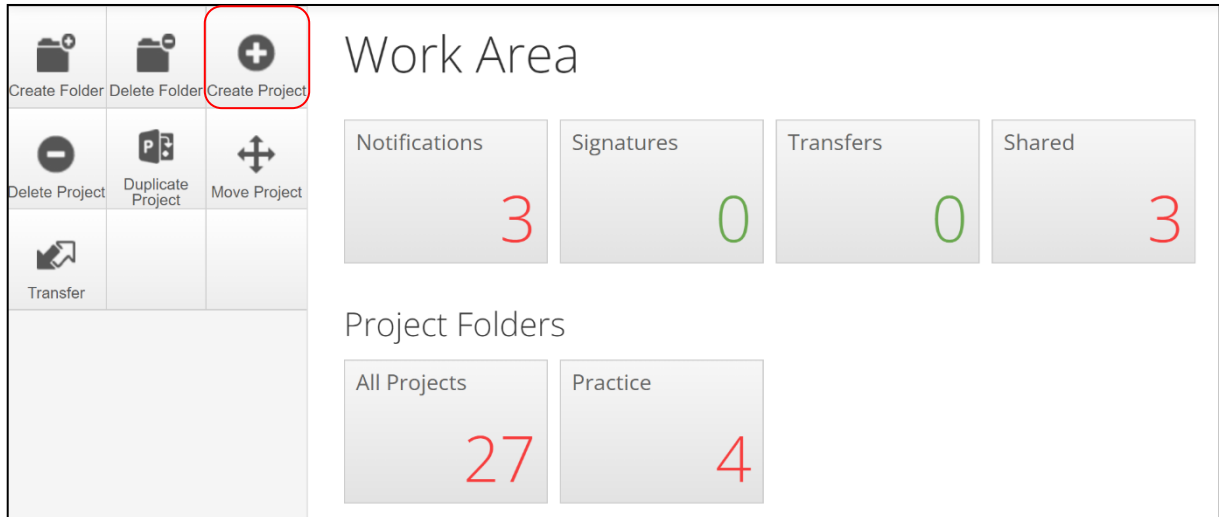 Create Folder
Delete Folder
Create Project
Delete Project
Duplicate
Project
Move Project
Transfer
Work Area
Notifications
3
Signatures
0
Transfers
0
Shared
3
Project Folders
All Projects
27
Practice
4